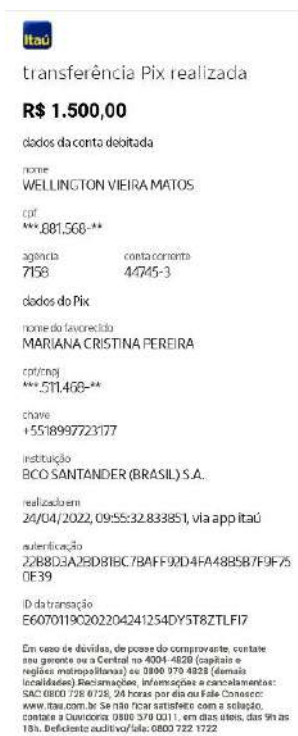 Itaú
transferência Pix realizada
R$ 1.500,00
dados da conta debitada
nome
WELLINGTON VIEIRA MATOS
cpf
***.881.568-**
agência conta corrente
7158 44745-3
dados do Pix
nome do favorecido
MARIANA CRISTINA PEREIRA
cpf/cnpj
***.511.468-**
chave
+5518997723177
instituição
BCO SANTANDER (BRASIL) S.A.
realizado em
24/04/2022, 09:55:32.833851, via app itaú
autenticação
22B8D3A2BD81BC7BAFF92D4FA4885B7F9F75
0E39
ID da transação
E60701190202204241254DY5T8ZTLFI7
Em caso de dúvidas, de posse do comprovante, contate
seu gerente ou a Central no 4004-4828 (capitais e
regiões metropolitanas) ou 0800 970 4828 (demais
localidades). Reclamações, informações e cancelamentos:
SAC 0800 728 0728, 24 horas por dia ou Fale Conosco:
www.itau.com.br Se não ficar satisfeito com a solução,
contate a Ouvidoria: 0800 570 0011, em dias úteis, das 9h às
18h. Deficiente auditivo/fala: 0800 722 1722